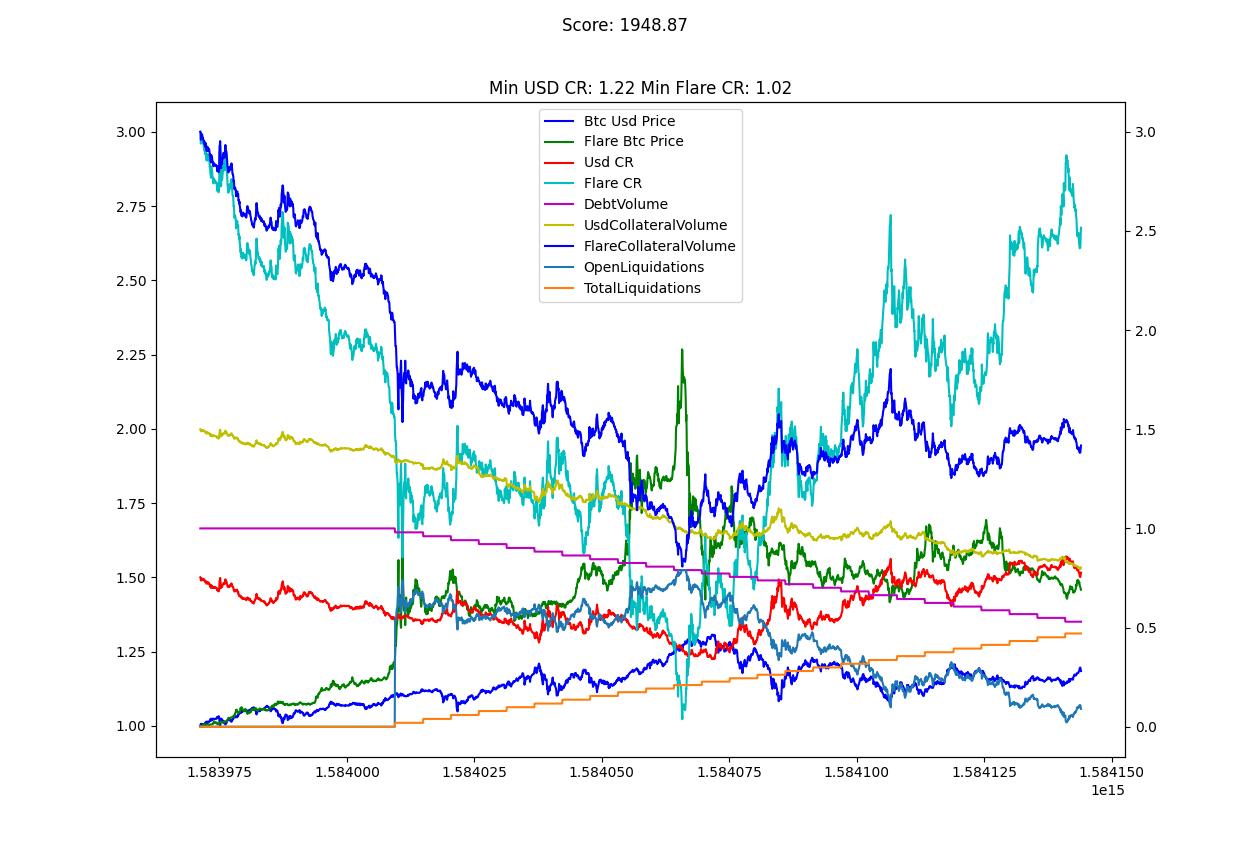 Score: 1948.87
Min USD CR: 1.22 Min Flare CR: 1.02
Btc Usd Price
Flare Btc Price
Usd CR
Flare CR
DebtVolume
UsdCollateralVolume
FlareCollateralVolume
OpenLiquidations
TotalLiquidations
3.00
2.75
2.50
2.25
2.00
1.75
1.50
1.25
1.00
3.0
2.5
2.0
1.5
1.0
0.5
0.0
1.583975 1.584000 1.584025 1.584050 1.584075 1.584100 1.584125 1.584150
1e15